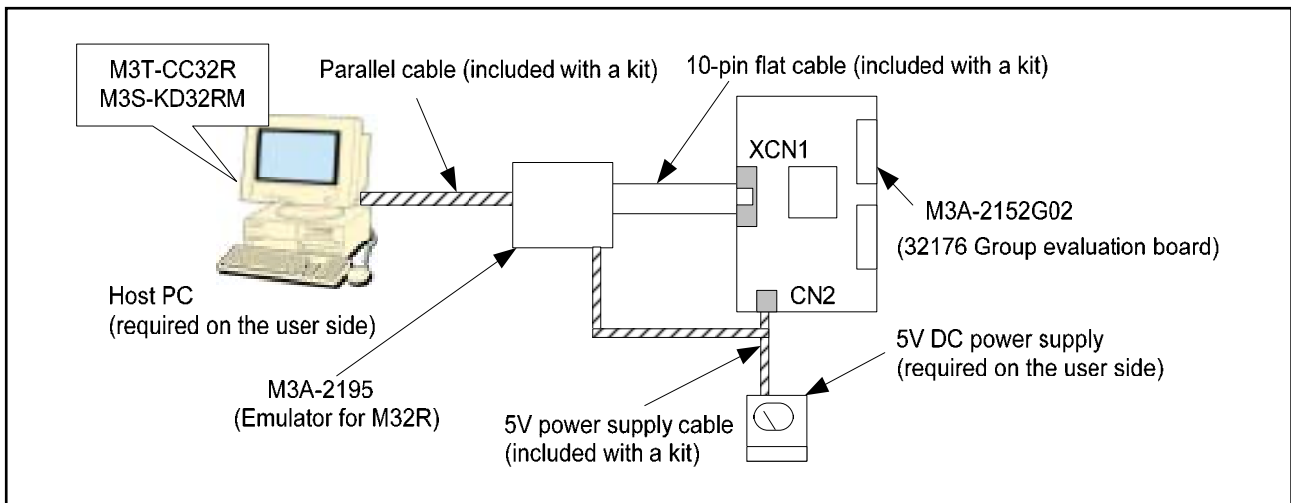 M3T-CC32R
M3S-KD32RM
Parallel cable (included with a kit)
10-pin flat cable (included with a kit)
XCN1
M3A-2152G02
(32176 Group evaluation board)
Host PC
(required on the user side)
CN2
5V DC power supply
(required on the user side)
M3A-2195
(Emulator for M32R)
5V power supply cable
(included with a kit)